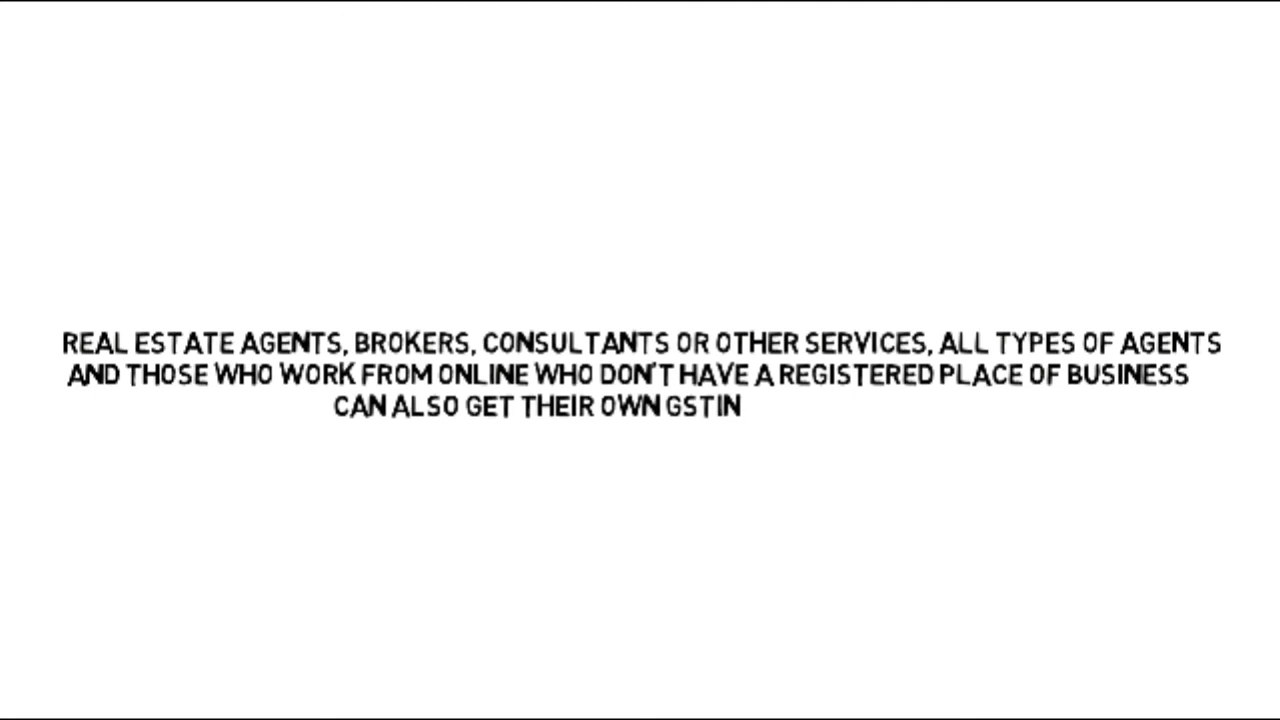 REAL ESTATE AGENTS, BROKERS, CONSULTANTS OR OTHER SERVICES, ALL TYPES OF AGENTS
AND THOSE WHO WORK FROM ONLINE WHO DON'T HAVE A REGISTERED PLACE OF BUSINESS
CAN ALSO GET THEIR OWN GSTIN